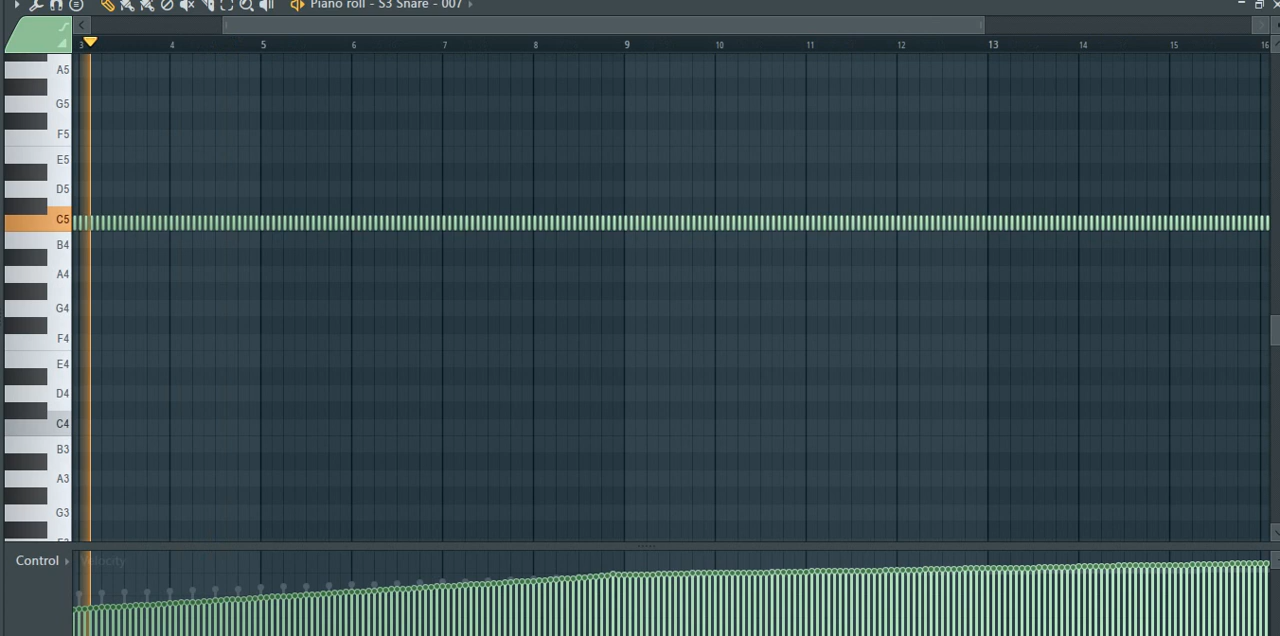 Piano roll - S3 Snare - 007
3 4 5 6 7 8 9 10 11 12 13 14 15 16
A5
G5
F5
E5
D5
C5
B4
A4
G4
F4
E4
D4
C4
B3
A3
G3
Control Velocity